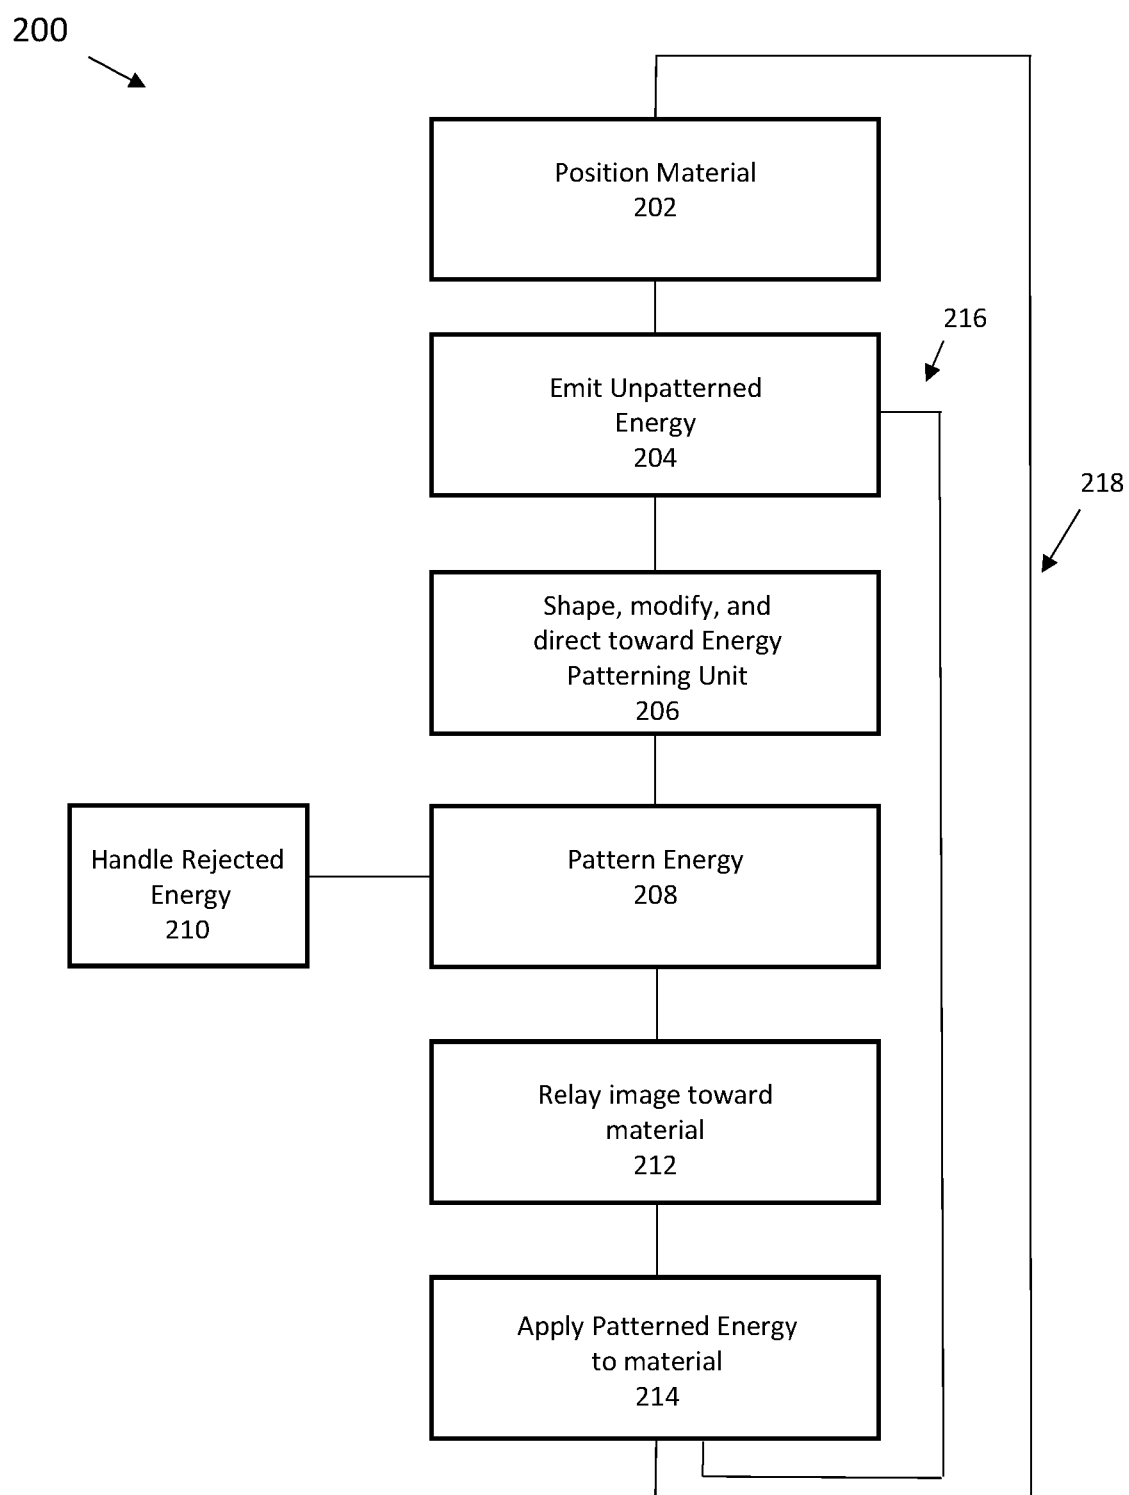 200
Position Material
202
216
Emit Unpatterned
Energy
204
218
Shape, modify, and
direct toward Energy
Patterning Unit
206
Handle Rejected
Energy
210
Pattern Energy
208
Relay image toward
material
212
Apply Patterned Energy
to material
214